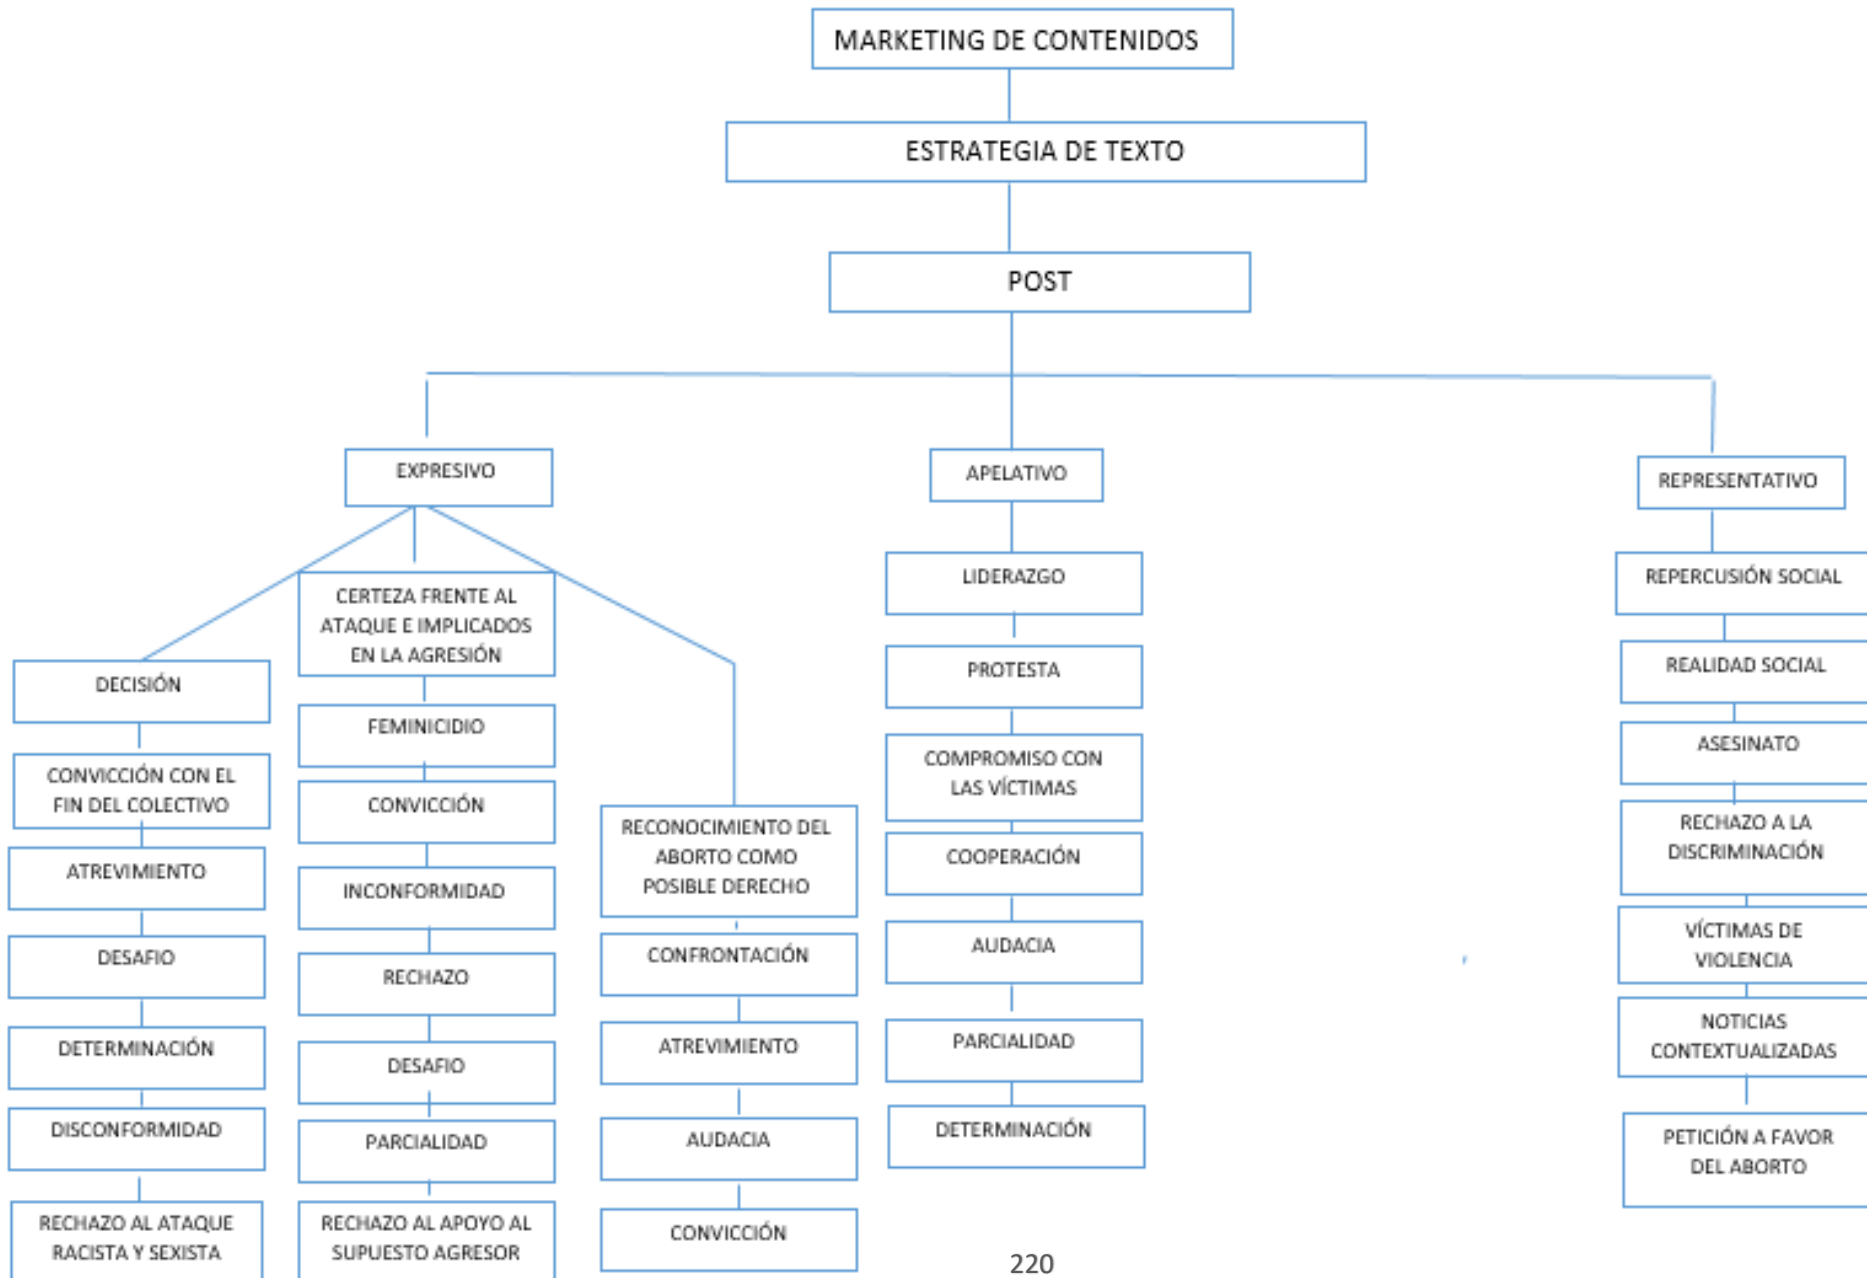 MARKETING DE CONTENIDOS
ESTRATEGIA DE TEXTO
POST
EXPRESIVO
DECISIÓN
CONVICCIÓN CON EL
FIN DEL COLECTIVO
ATREVIMIENTO
DESAFIO
DETERMINACIÓN
DISCONFORMIDAD
RECHAZO AL ATAQUE
RACISTA Y SEXISTA
CERTEZA FRENTE AL
ATAQUE E IMPLICADOS
EN LA AGRESIÓN
FEMINICIDIO
CONVICCIÓN
INCONFORMIDAD
RECHAZO
DESAFIO
PARCIALIDAD
RECHAZO AL APOYO AL
SUPUESTO AGRESOR
RECONOCIMIENTO DEL
ABORTO COMO
POSIBLE DERECHO
CONFRONTACIÓN
ATREVIMIENTO
AUDACIA
CONVICCIÓN
APELATIVO
LIDERAZGO
PROTESTA
COMPROMISO CON
LAS VÍCTIMAS
COOPERACIÓN
AUDACIA
PARCIALIDAD
DETERMINACIÓN
REPRESENTATIVO
REPERCUSIÓN SOCIAL
REALIDAD SOCIAL
ASESINATO
RECHAZO A LA
DISCRIMINACIÓN
VÍCTIMAS DE
VIOLENCIA
NOTICIAS
CONTEXTUALIZADAS
PETICIÓN A FAVOR
DEL ABORTO
220